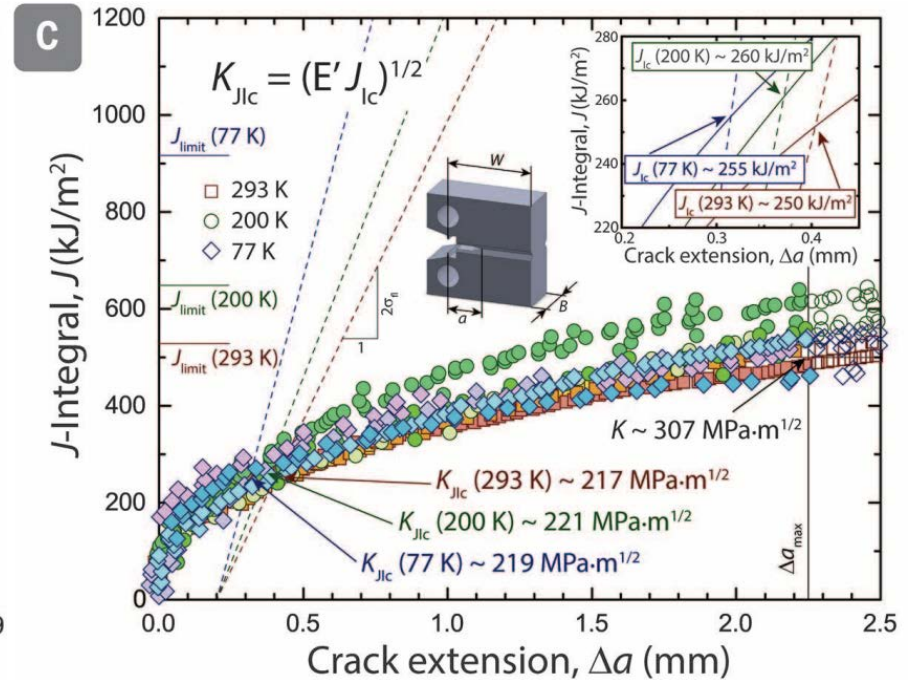 C
1200
1000
800
600
400
200
0
J-Integral, J (kJ/m²)
K_JIc = (E' J_Ic)^1/2
J_limit (77 K)
293 K
200 K
77 K
J_limit (200 K)
J_limit (293 K)
W
a
B
1
2σ_fl
280
260
240
220
J-Integral, J (kJ/m²)
J_Ic (200 K) ~ 260 kJ/m²
J_Ic (77 K) ~ 255 kJ/m²
J_Ic (293 K) ~ 250 kJ/m²
0.2 0.3 0.4
Crack extension, Δa (mm)
K ~ 307 MPa·m^1/2
K_JIc (293 K) ~ 217 MPa·m^1/2
K_JIc (200 K) ~ 221 MPa·m^1/2
K_JIc (77 K) ~ 219 MPa·m^1/2
Δa_max
9
0.0 0.5 1.0 1.5 2.0 2.5
Crack extension, Δa (mm)